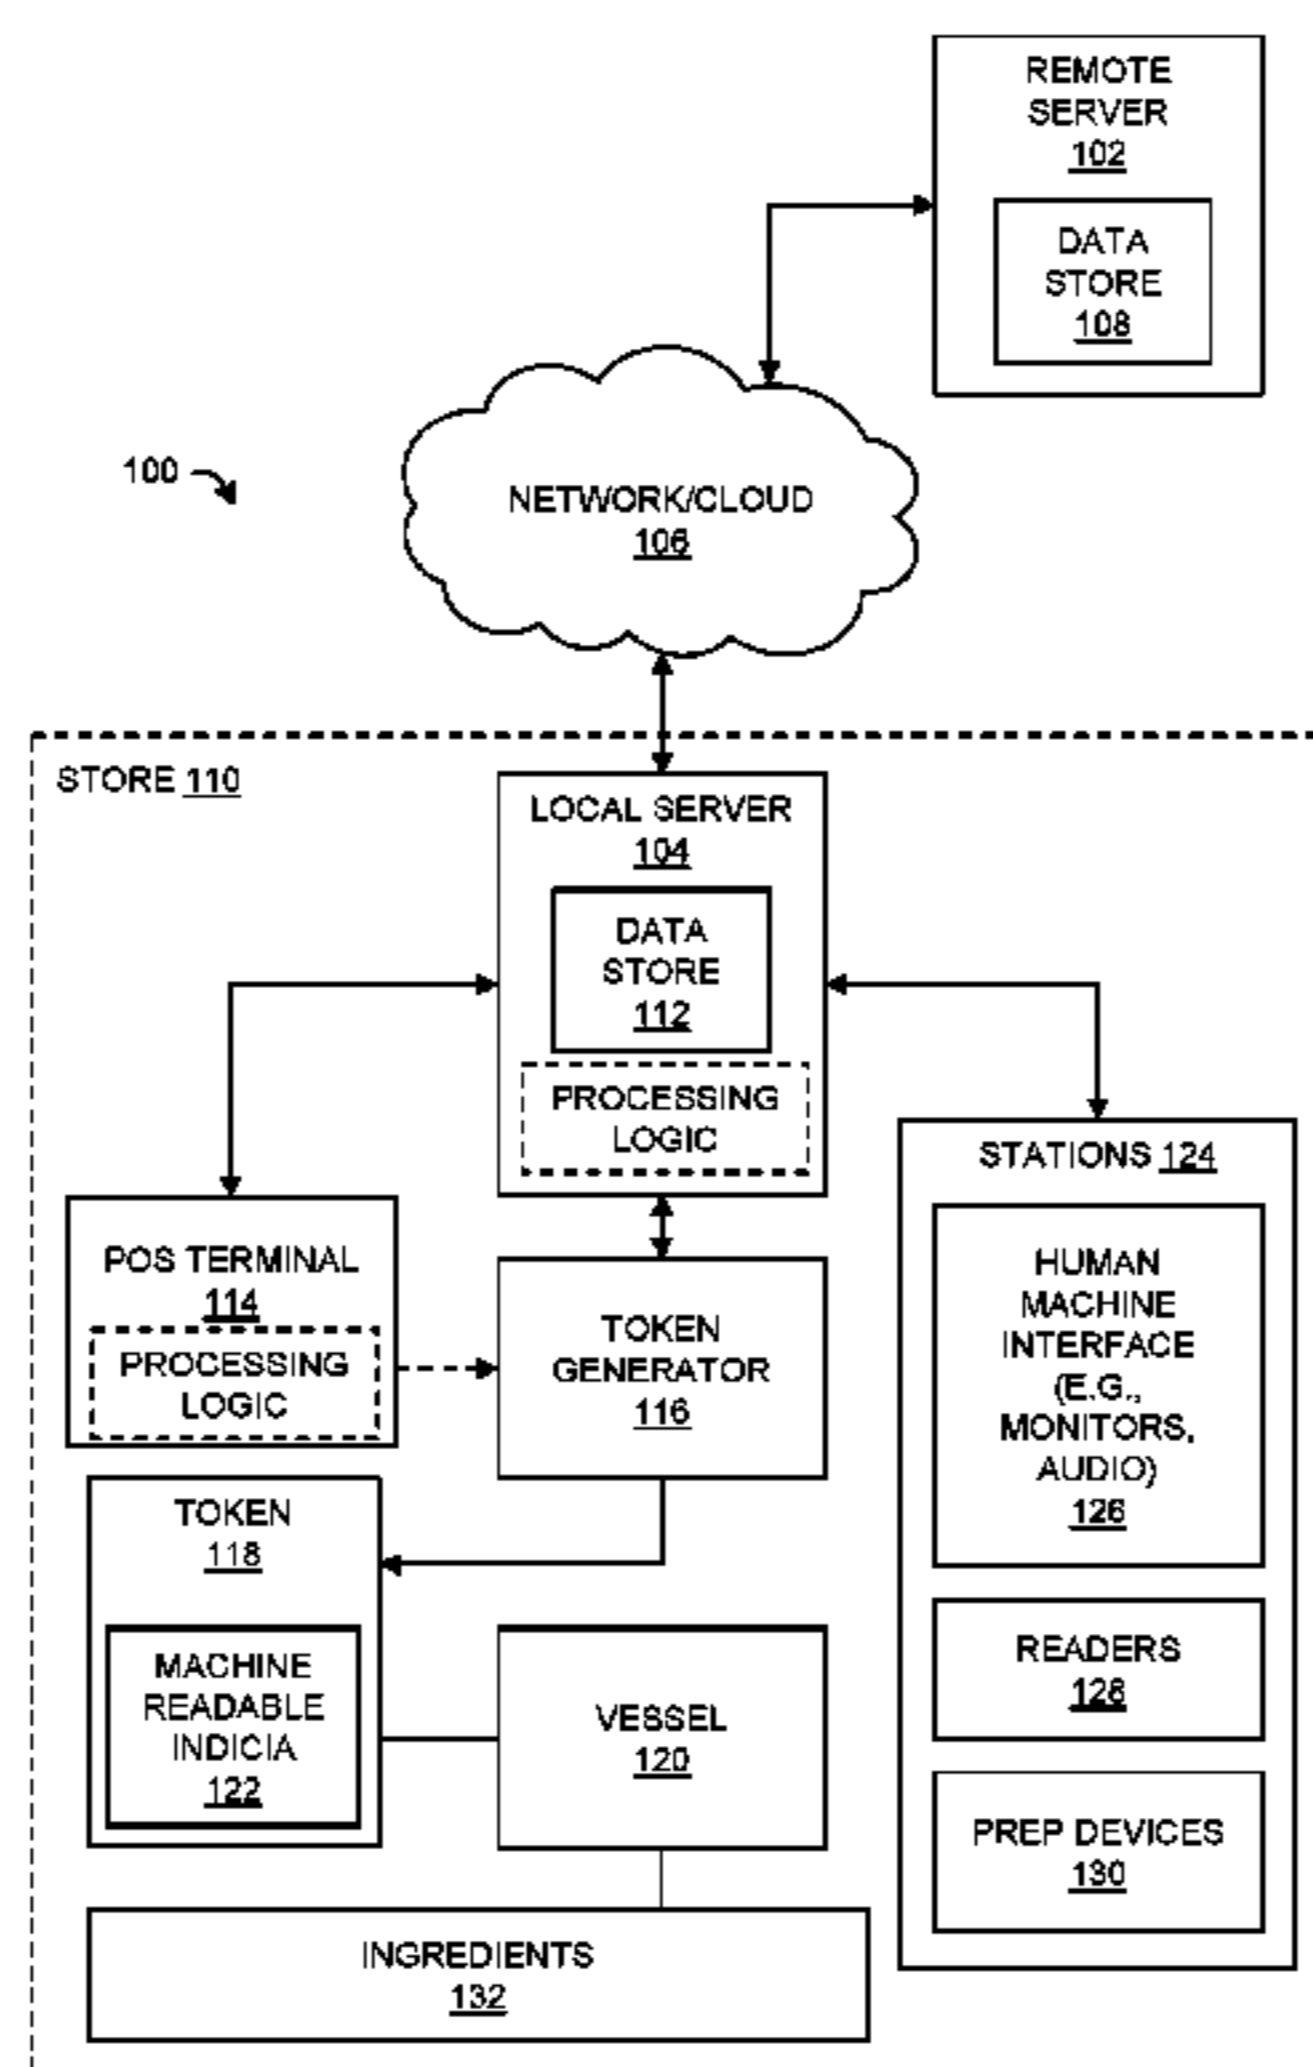 REMOTE
SERVER
102
DATA
STORE
108
100
NETWORK/CLOUD
106
STORE 110
LOCAL SERVER
104
DATA
STORE
112
PROCESSING
LOGIC
POS TERMINAL
114
PROCESSING
LOGIC
TOKEN
GENERATOR
116
STATIONS 124
HUMAN
MACHINE
INTERFACE
(E.G.,
MONITORS,
AUDIO)
126
READERS
128
PREP DEVICES
130
TOKEN
118
MACHINE
READABLE
INDICIA
122
VESSEL
120
INGREDIENTS
132